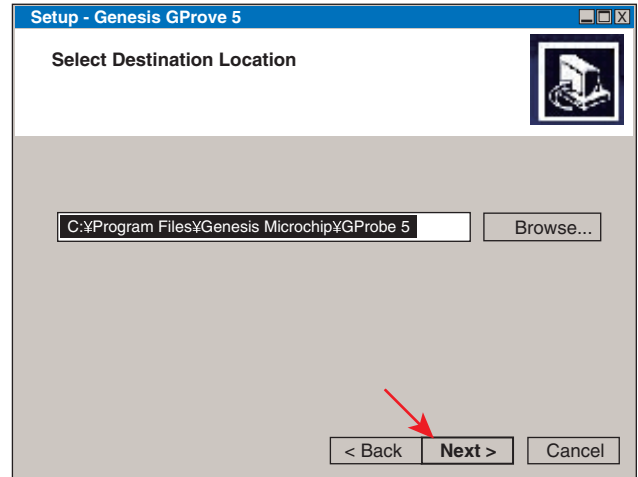 Setup - Genesis GProve 5
Select Destination Location
C:¥Program Files¥Genesis Microchip¥GProbe 5
Browse...
< Back
Next >
Cancel